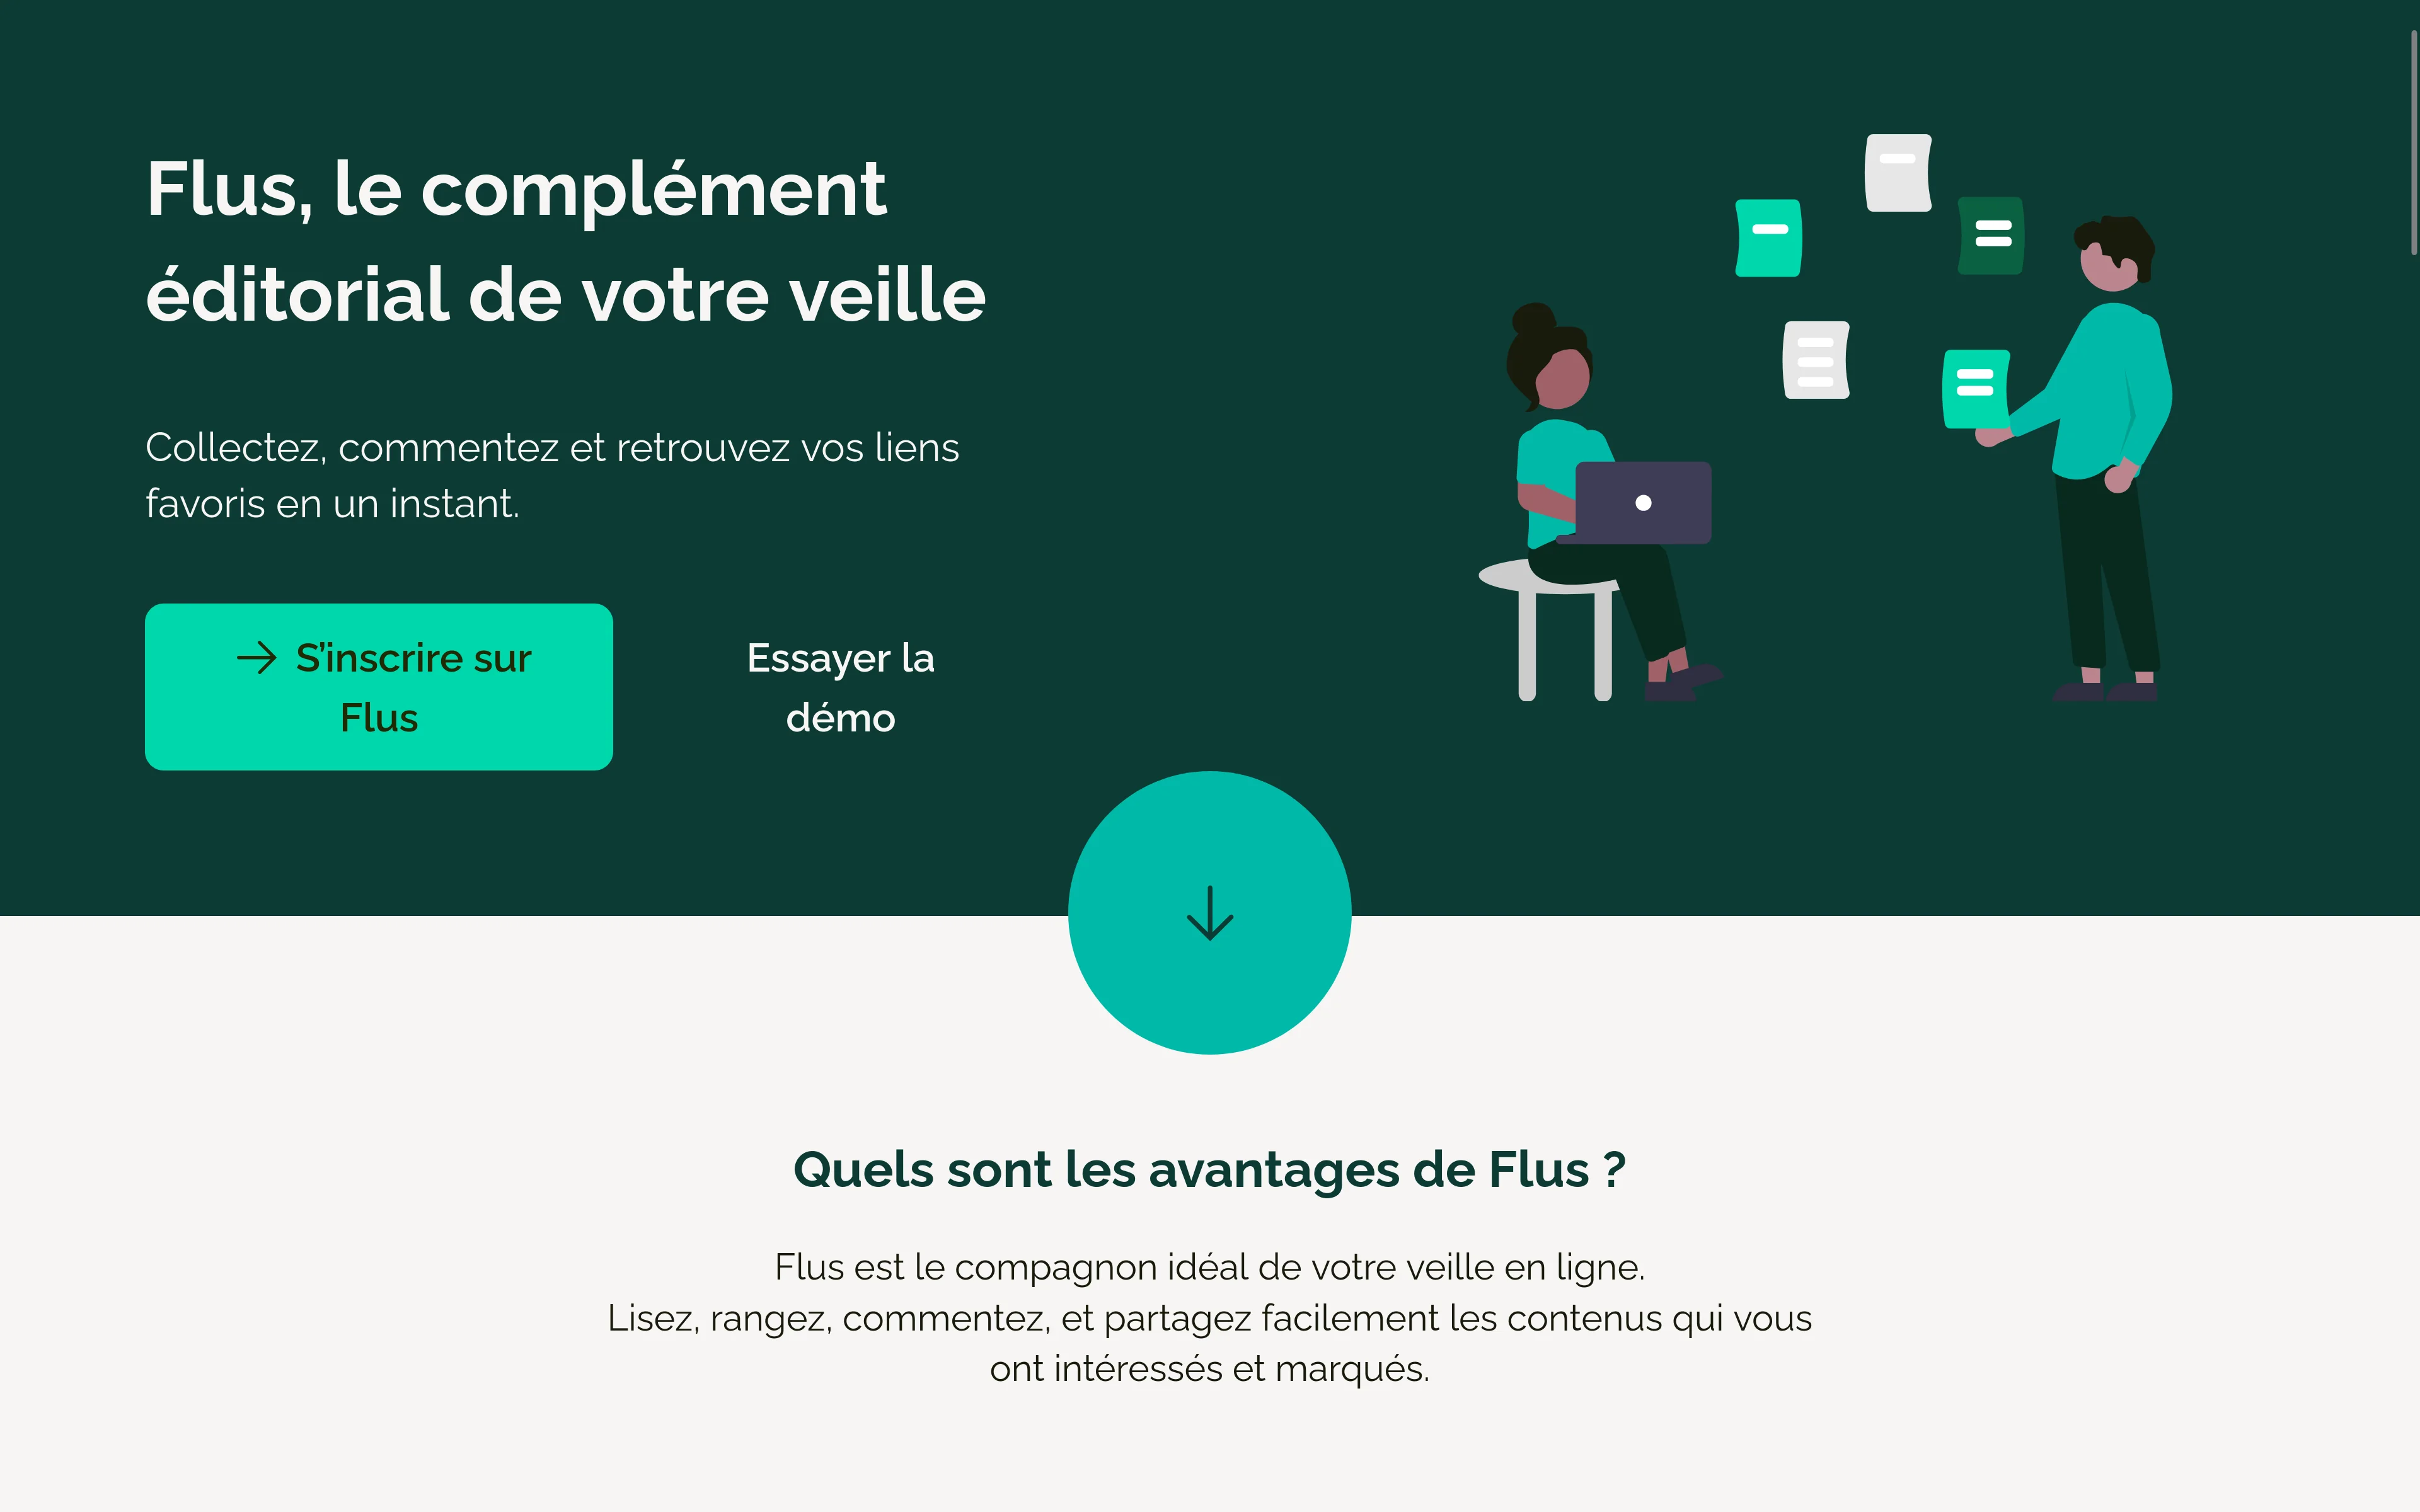 Flus, le complément
éditorial de votre veille
Collectez, commentez et retrouvez vos liens
favoris en un instant.
S’inscrire sur
Flus
Essayer la
démo
Quels sont les avantages de Flus ?
Flus est le compagnon idéal de votre veille en ligne.
Lisez, rangez, commentez, et partagez facilement les contenus qui vous
ont intéressés et marqués.